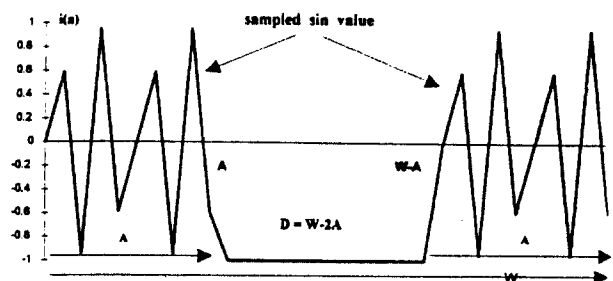 i(n)
sampled sin value
1
0.8
0.6
0.4
0.2
0
-0.2
-0.4
-0.6
-0.8
-1
A
W-A
A
D = W-2A
A
W